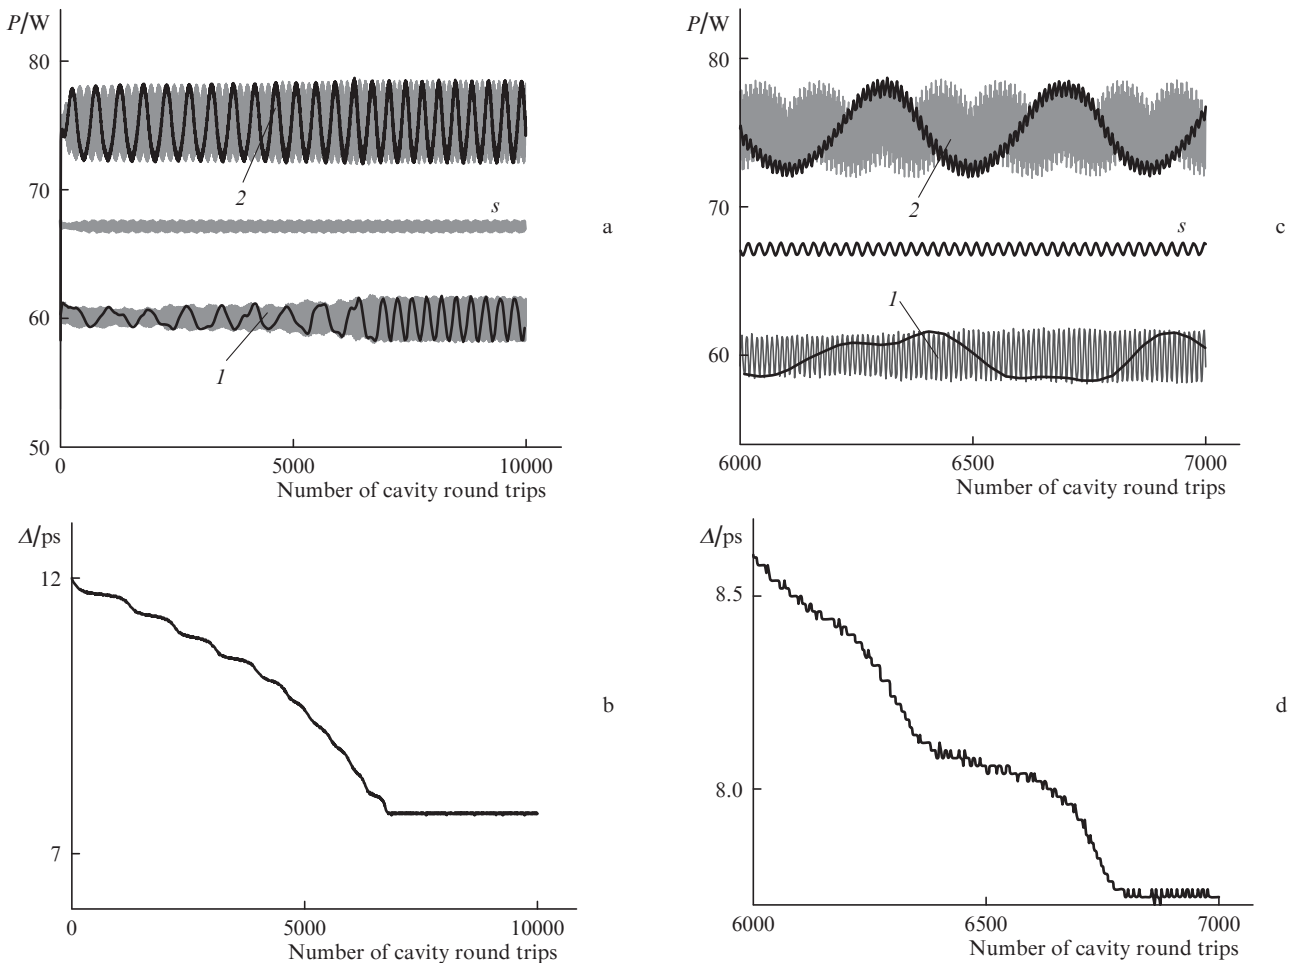 P/W
80
70
60
50
2
s
1
0
5000
10000
Number of cavity round trips
a
P/W
80
70
60
2
s
1
6000
6500
7000
Number of cavity round trips
c
Δ/ps
12
7
0
5000
10000
Number of cavity round trips
b
Δ/ps
8.5
8.0
6000
6500
7000
Number of cavity round trips
d